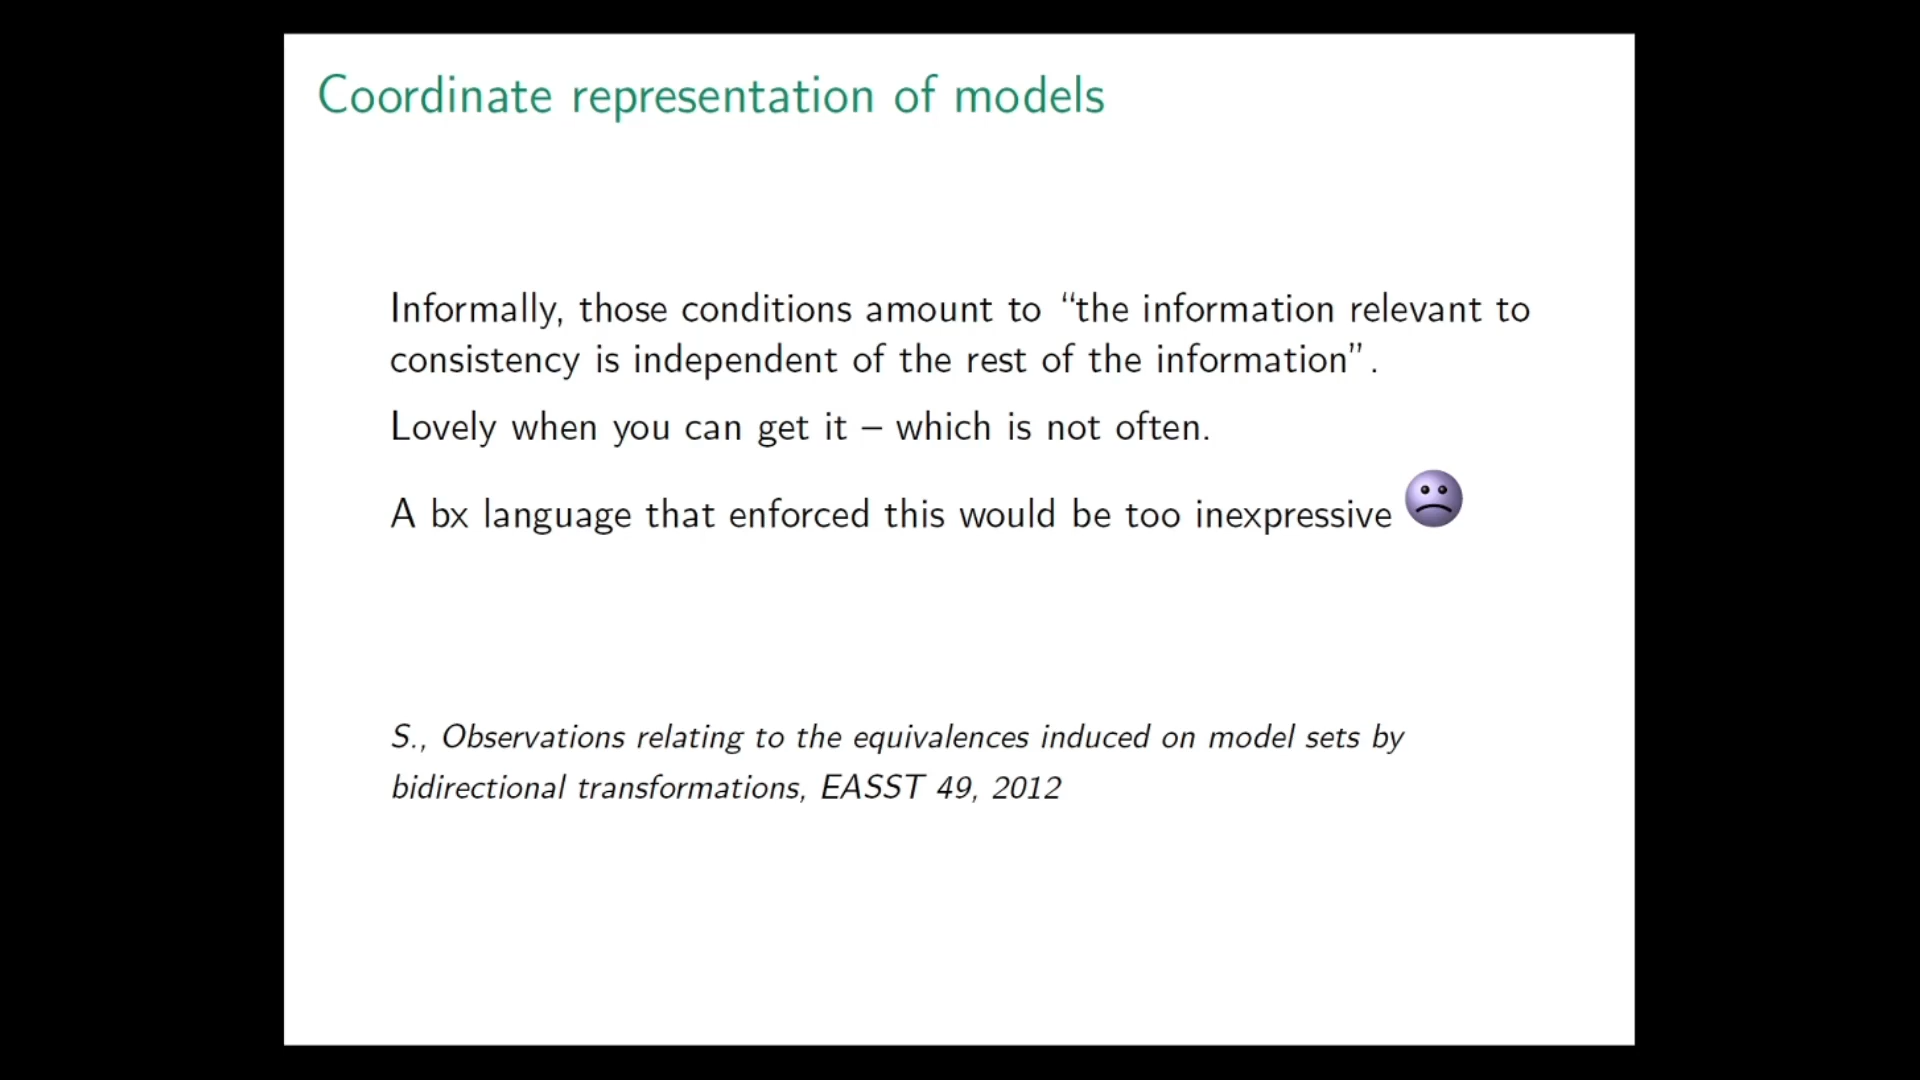 Coordinate representation of models
Informally, those conditions amount to “the information relevant to
consistency is independent of the rest of the information”.
Lovely when you can get it – which is not often.
A bx language that enforced this would be too inexpressive
S., Observations relating to the equivalences induced on model sets by
bidirectional transformations, EASST 49, 2012